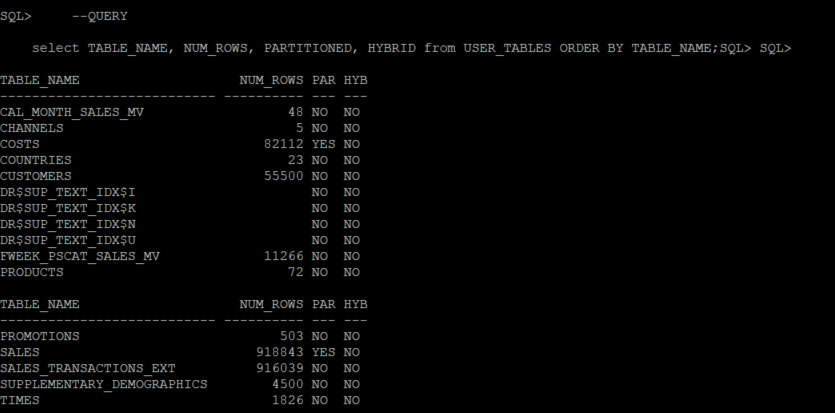 SQL>     --QUERY
    select TABLE_NAME, NUM_ROWS, PARTITIONED, HYBRID from USER_TABLES ORDER BY TABLE_NAME;SQL> SQL>
TABLE_NAME                    NUM_ROWS PAR HYB
--------------------------- ---------- --- ---
CAL_MONTH_SALES_MV                  48 NO  NO
CHANNELS                             5 NO  NO
COSTS                            82112 YES NO
COUNTRIES                           23 NO  NO
CUSTOMERS                        55500 NO  NO
DR$SUP_TEXT_IDX$I                      NO  NO
DR$SUP_TEXT_IDX$K                      NO  NO
DR$SUP_TEXT_IDX$N                      NO  NO
DR$SUP_TEXT_IDX$U                      NO  NO
FWEEK_PSCAT_SALES_MV             11266 NO  NO
PRODUCTS                            72 NO  NO
TABLE_NAME                    NUM_ROWS PAR HYB
--------------------------- ---------- --- ---
PROMOTIONS                         503 NO  NO
SALES                           918843 YES NO
SALES_TRANSACTIONS_EXT          916039 NO  NO
SUPPLEMENTARY_DEMOGRAPHICS        4500 NO  NO
TIMES                             1826 NO  NO